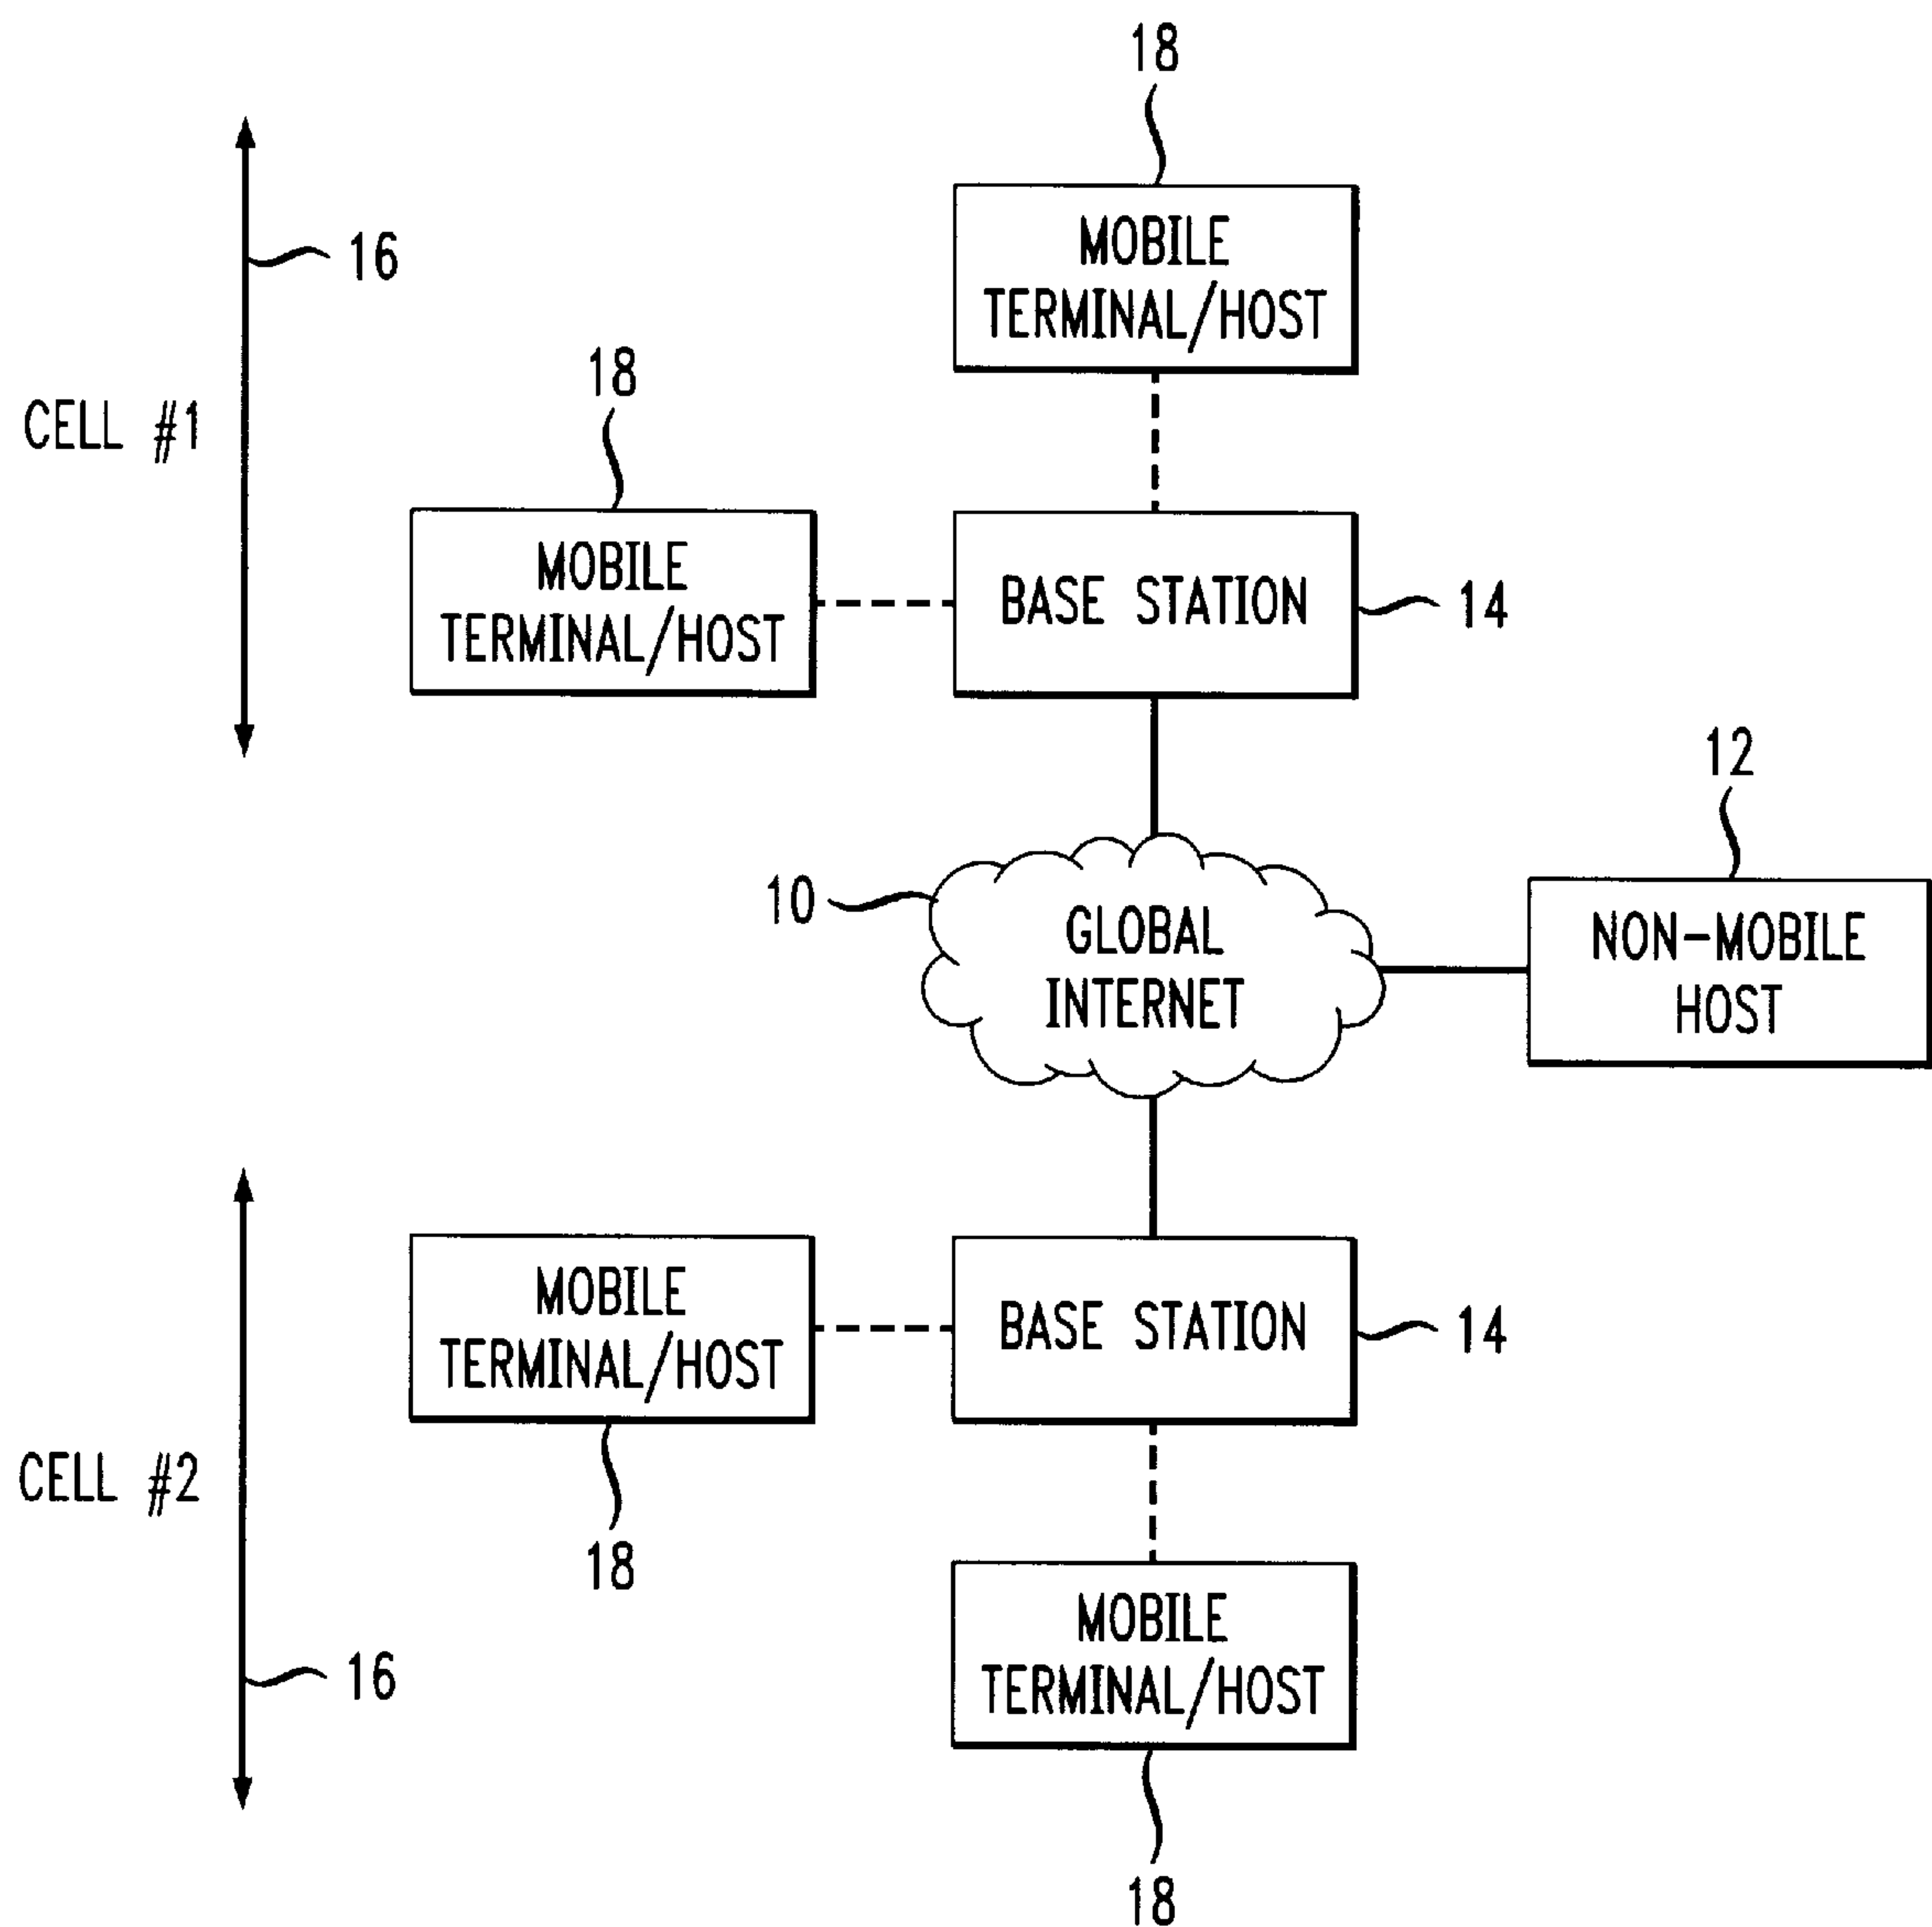 18
MOBILE
TERMINAL/HOST
16
18
CELL #1
MOBILE
TERMINAL/HOST
BASE STATION
14
12
10
GLOBAL
INTERNET
NON-MOBILE
HOST
MOBILE
TERMINAL/HOST
BASE STATION
14
CELL #2
18
MOBILE
TERMINAL/HOST
16
18